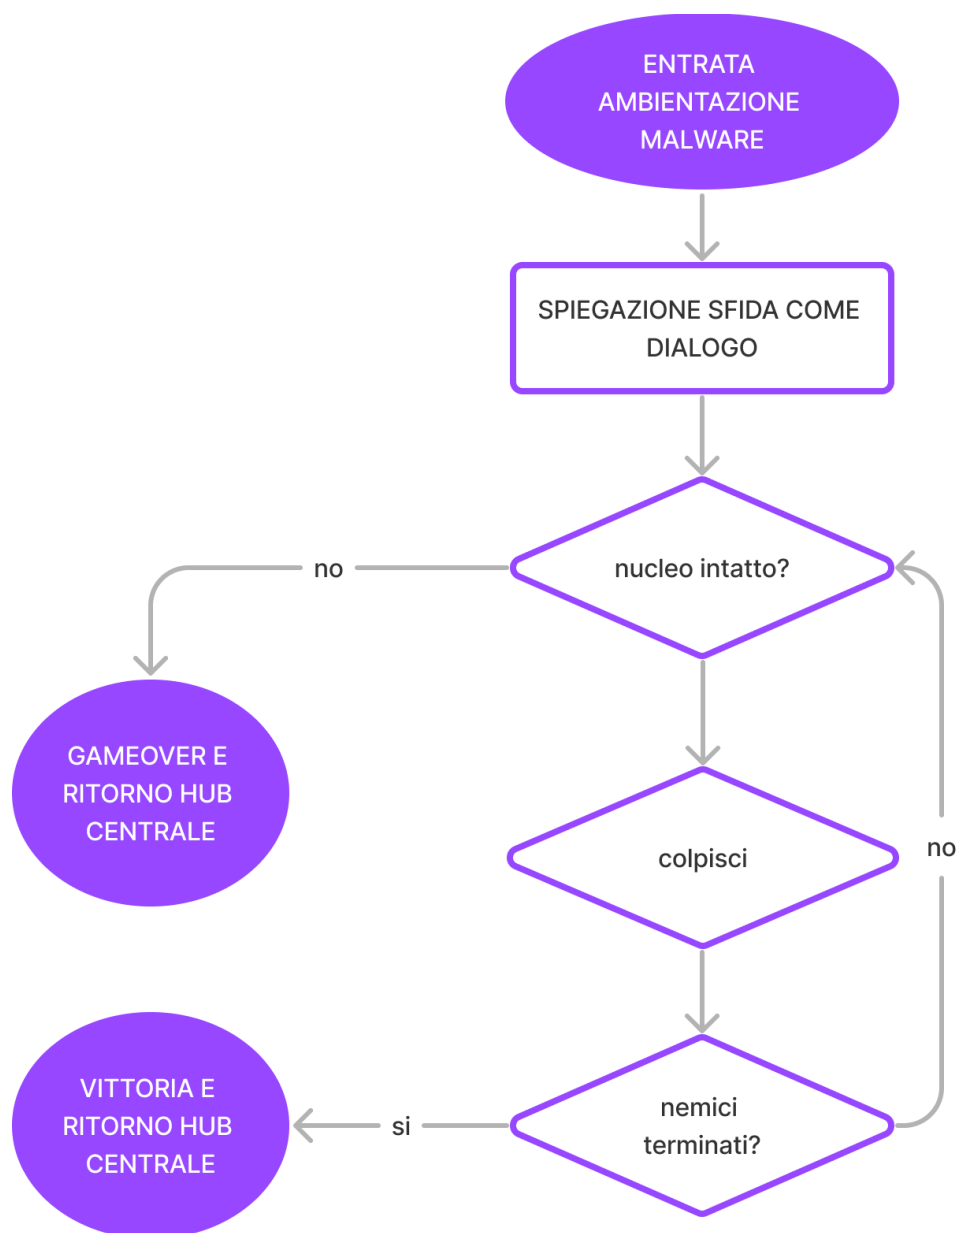 ENTRATA
AMBIENTAZIONE
MALWARE
SPIEGAZIONE SFIDA COME
DIALOGO
nucleo intatto?
no
GAMEOVER E
RITORNO HUB
CENTRALE
colpisci
no
nemici
terminati?
si
VITTORIA E
RITORNO HUB
CENTRALE